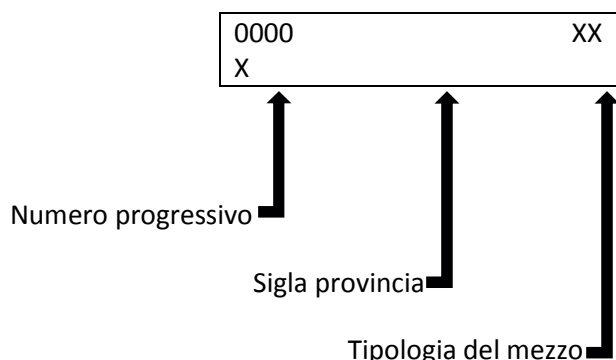 0000 XX
X
Numero progressivo
Sigla provincia
Tipologia del mezzo